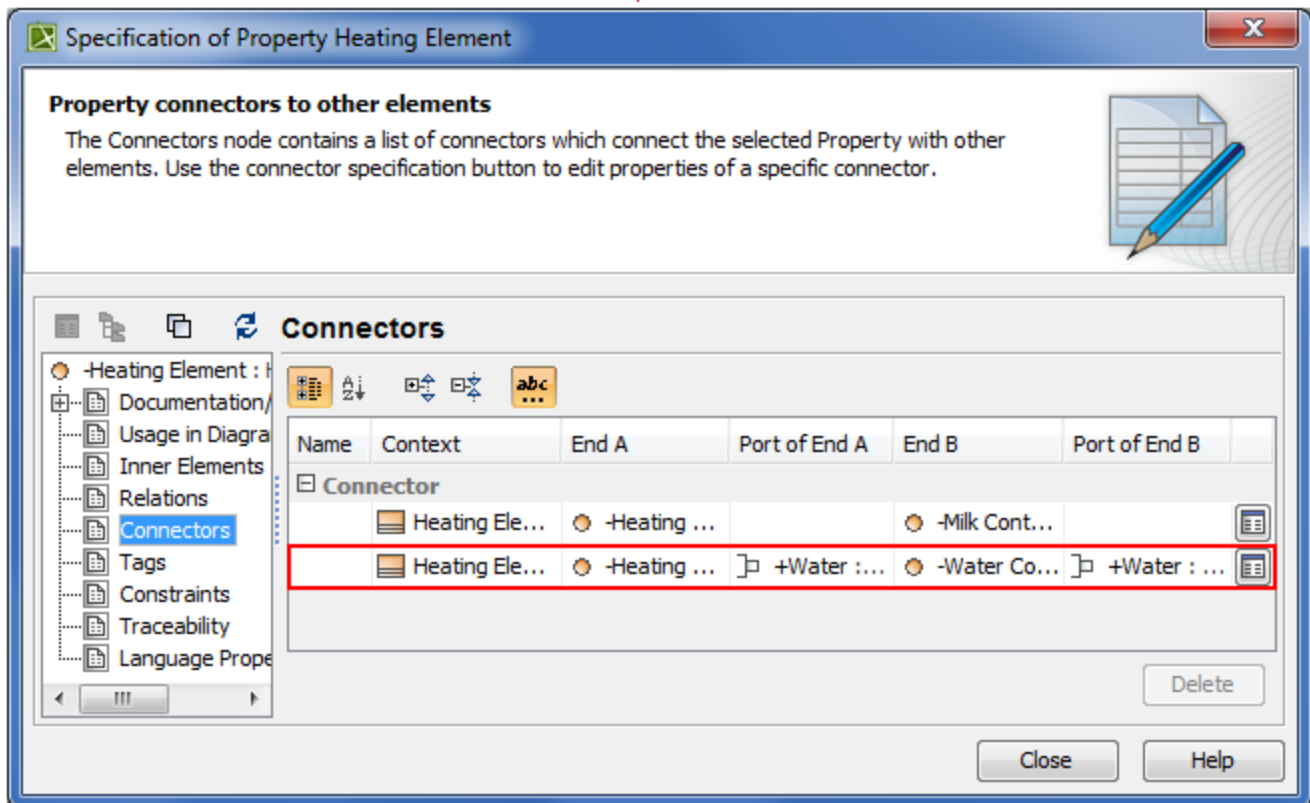 Specification of Property Heating Element
Property connectors to other elements
The Connectors node contains a list of connectors which connect the selected Property with other
elements. Use the connector specification button to edit properties of a specific connector.
Connectors
-Heating Element :
Documentation/
Usage in Diagra
Inner Elements
Relations
Connectors
Tags
Constraints
Traceability
Language Prope
A
Z
abc
...
Name Context End A Port of End A End B Port of End B
Connector
Heating Ele... -Heating ... -Milk Cont...
Heating Ele... -Heating ... +Water :... -Water Co... +Water : ...
Delete
Close Help